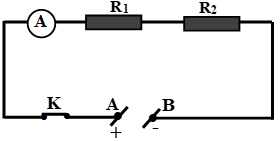 A R₁ R₂
K A B
+ -